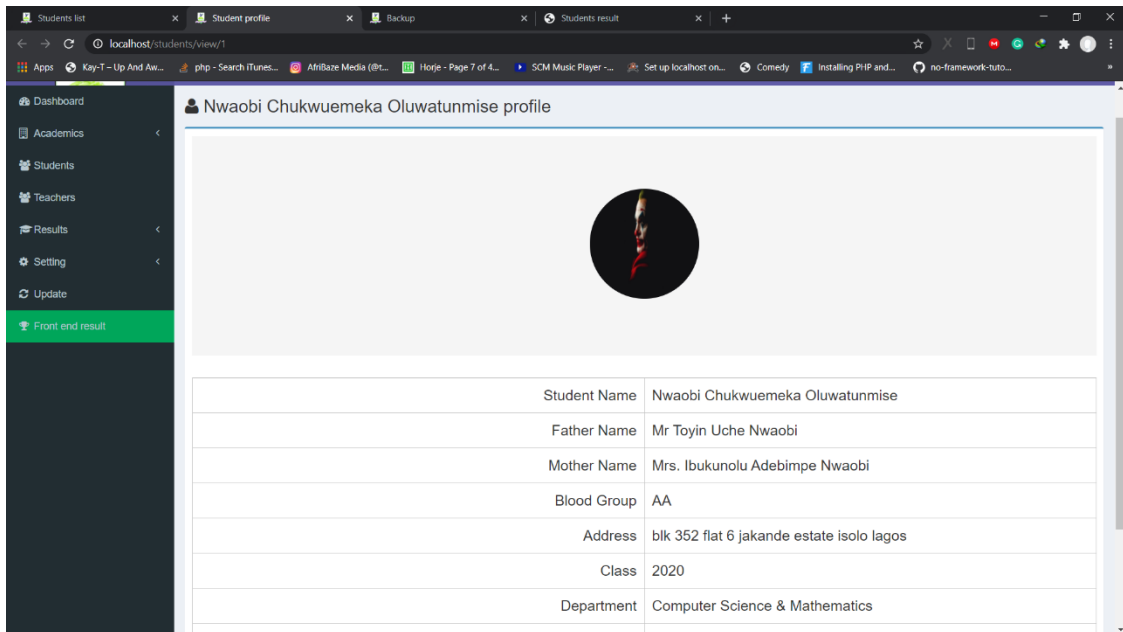 Students list
Student profile
Backup
Students result
localhost/students/view/1
Apps Kay-T – Up And Aw... php - Search iTunes... AfriBaze Media (@t... Horje - Page 7 of 4... SCM Music Player -... Set up localhost on... Comedy Installing PHP and... no-framework-tuto... »
Dashboard
Academics
Students
Teachers
Results
Setting
Update
Front end result
Nwaobi Chukwuemeka Oluwatunmise profile
Student Name Nwaobi Chukwuemeka Oluwatunmise
Father Name Mr Toyin Uche Nwaobi
Mother Name Mrs. Ibukunolu Adebimpe Nwaobi
Blood Group AA
Address blk 352 flat 6 jakande estate isolo lagos
Class 2020
Department Computer Science & Mathematics